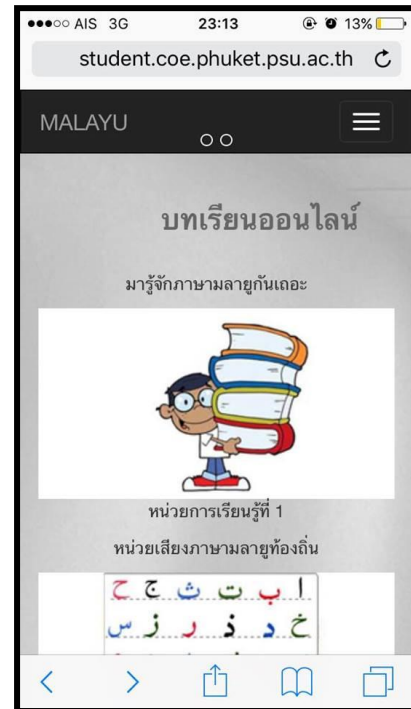 AIS 3G 23:13 13%
student.coe.phuket.psu.ac.th
MALAYU
บทเรียนออนไลน์
มารู้จักภาษามลายูกันเถอะ
หน่วยการเรียนรู้ที่ 1
หน่วยเสียงภาษามลายูท้องถิ่น
ا ب ت ث ج ح
خ د ذ ر ز س